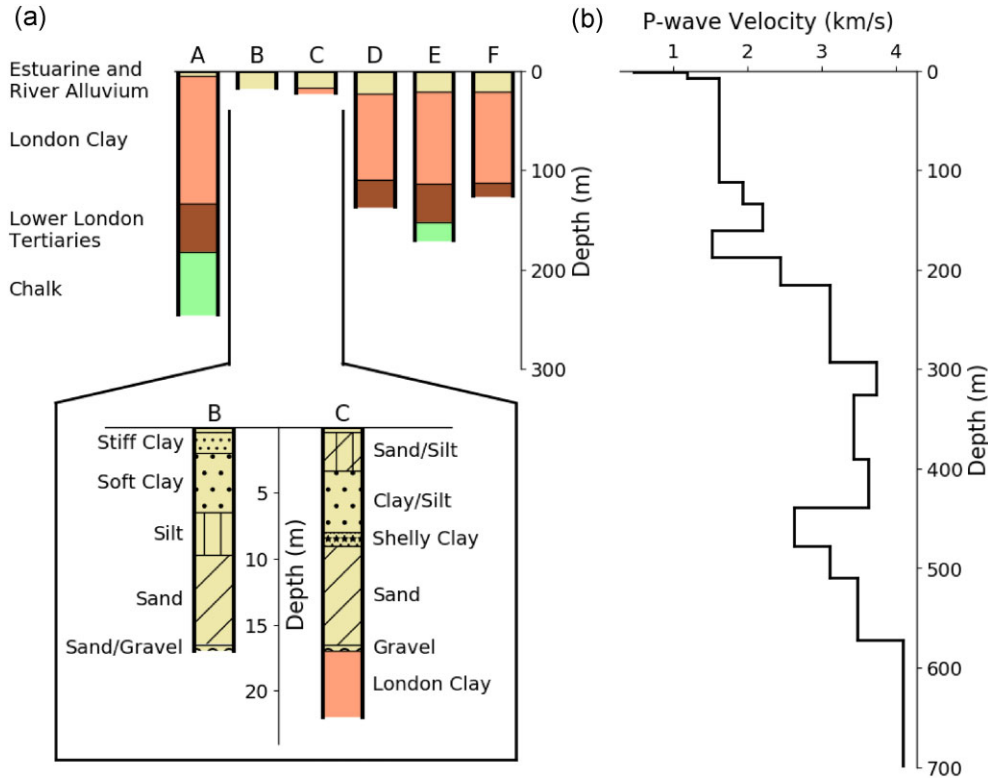 (a)
A B C D E F
Estuarine and
River Alluvium
London Clay
Lower London
Tertiaries
Chalk
0
100
200
300
Depth (m)
B
Stiff Clay
Soft Clay
Silt
Sand
Sand/Gravel
5
10
15
20
Depth (m)
C
Sand/Silt
Clay/Silt
Shelly Clay
Sand
Gravel
London Clay
(b)
P-wave Velocity (km/s)
1 2 3 4
0
100
200
300
400
500
600
700
Depth (m)